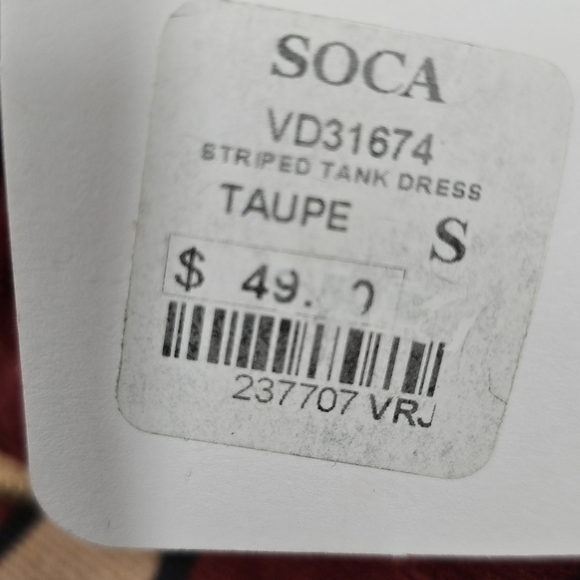 SOCA
VD31674
STRIPED TANK DRESS
TAUPE S
$ 49.
237707 VRJ